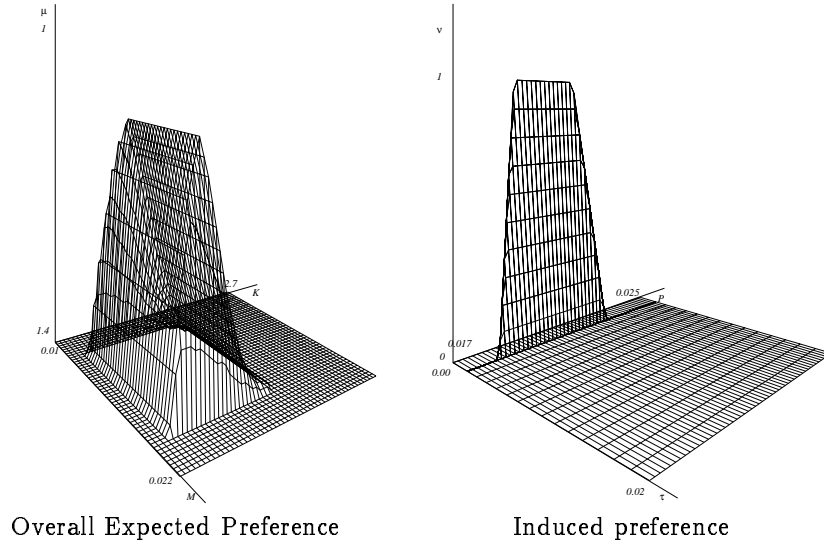 μ
1
2.7
K
1.4
0.01
0.022
M
Overall Expected Preference
ν
1
0.025
P
0.017
0
0.00
0.02
τ
Induced preference